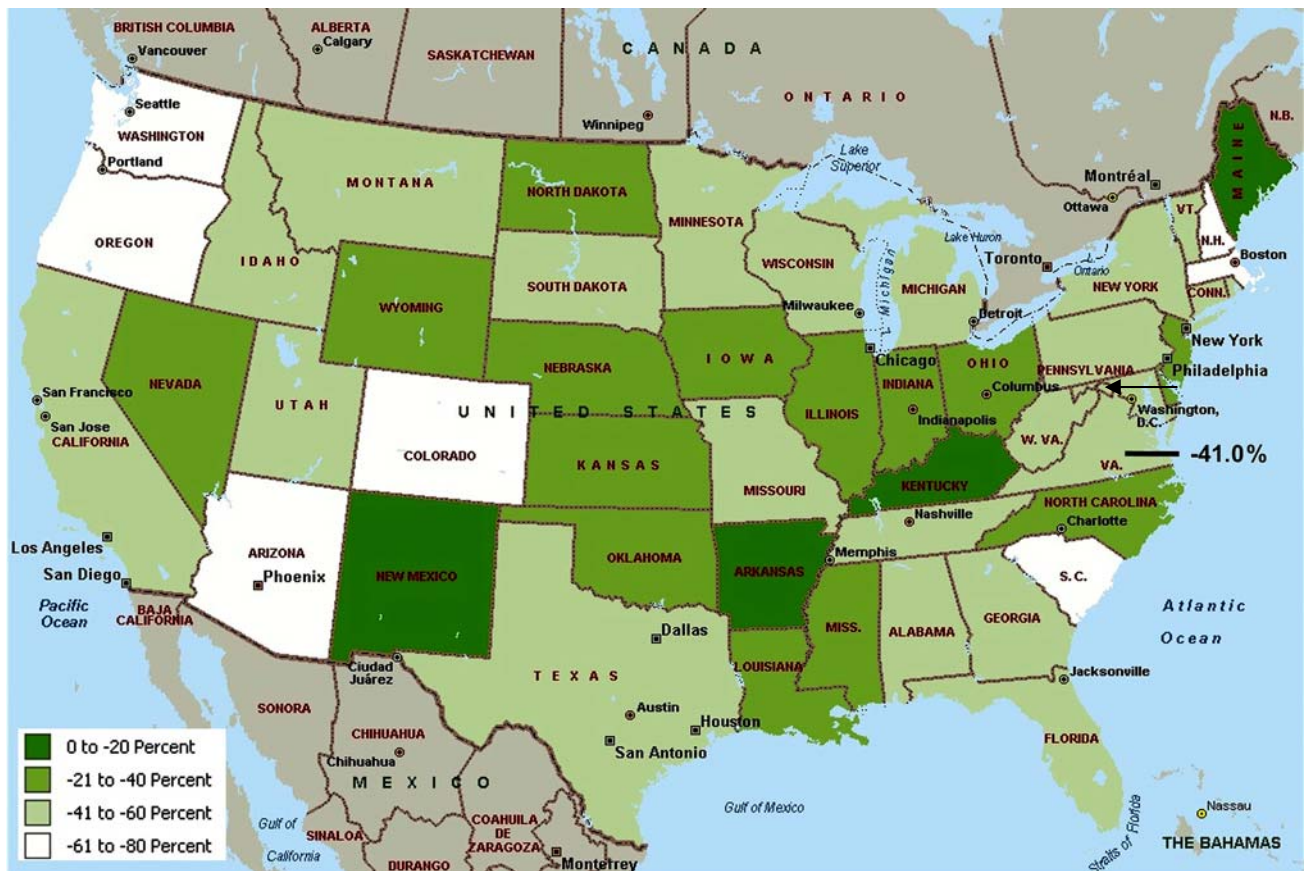 BRITISH COLUMBIA
ALBERTA
Calgary
Vancouver
SASKATCHEWAN
CANADA
ONTARIO
Winnipeg
N.B.
Seattle
WASHINGTON
Portland
MONTANA
NORTH DAKOTA
MINNESOTA
Lake
Superior
Montréal
Ottawa
MAINE
VT.
N.H.
OREGON
IDAHO
WYOMING
SOUTH DAKOTA
WISCONSIN
Milwaukee
L. Michigan
MICHIGAN
Lake Huron
Toronto
L.
Ontario
Detroit
NEW YORK
Boston
CONN.
NEVADA
UTAH
NEBRASKA
IOWA
Chicago
ILLINOIS
INDIANA
Indianapolis
OHIO
Columbus
PENNSYLVANIA
New York
Philadelphia
Washington,
D.C.
San Francisco
San Jose
CALIFORNIA
UNITED STATES
COLORADO
KANSAS
MISSOURI
KENTUCKY
W. VA.
VA.
-41.0%
Los Angeles
San Diego
ARIZONA
Phoenix
NEW MEXICO
OKLAHOMA
ARKANSAS
Nashville
Memphis
NORTH CAROLINA
Charlotte
S.C.
Pacific
Ocean
BAJA
CALIFORNIA
Ciudad
Juárez
TEXAS
Dallas
Austin
San Antonio
Houston
LOUISIANA
MISS.
ALABAMA
GEORGIA
Jacksonville
FLORIDA
Atlantic
Ocean
SONORA
CHIHUAHUA
Chihuahua
MEXICO
COAHUILA
DE
ZARAGOZA
Monterrey
SINALOA
DURANGO
Gulf of
California
Gulf of Mexico
Straits of Florida
Nassau
THE BAHAMAS
0 to -20 Percent
-21 to -40 Percent
-41 to -60 Percent
-61 to -80 Percent